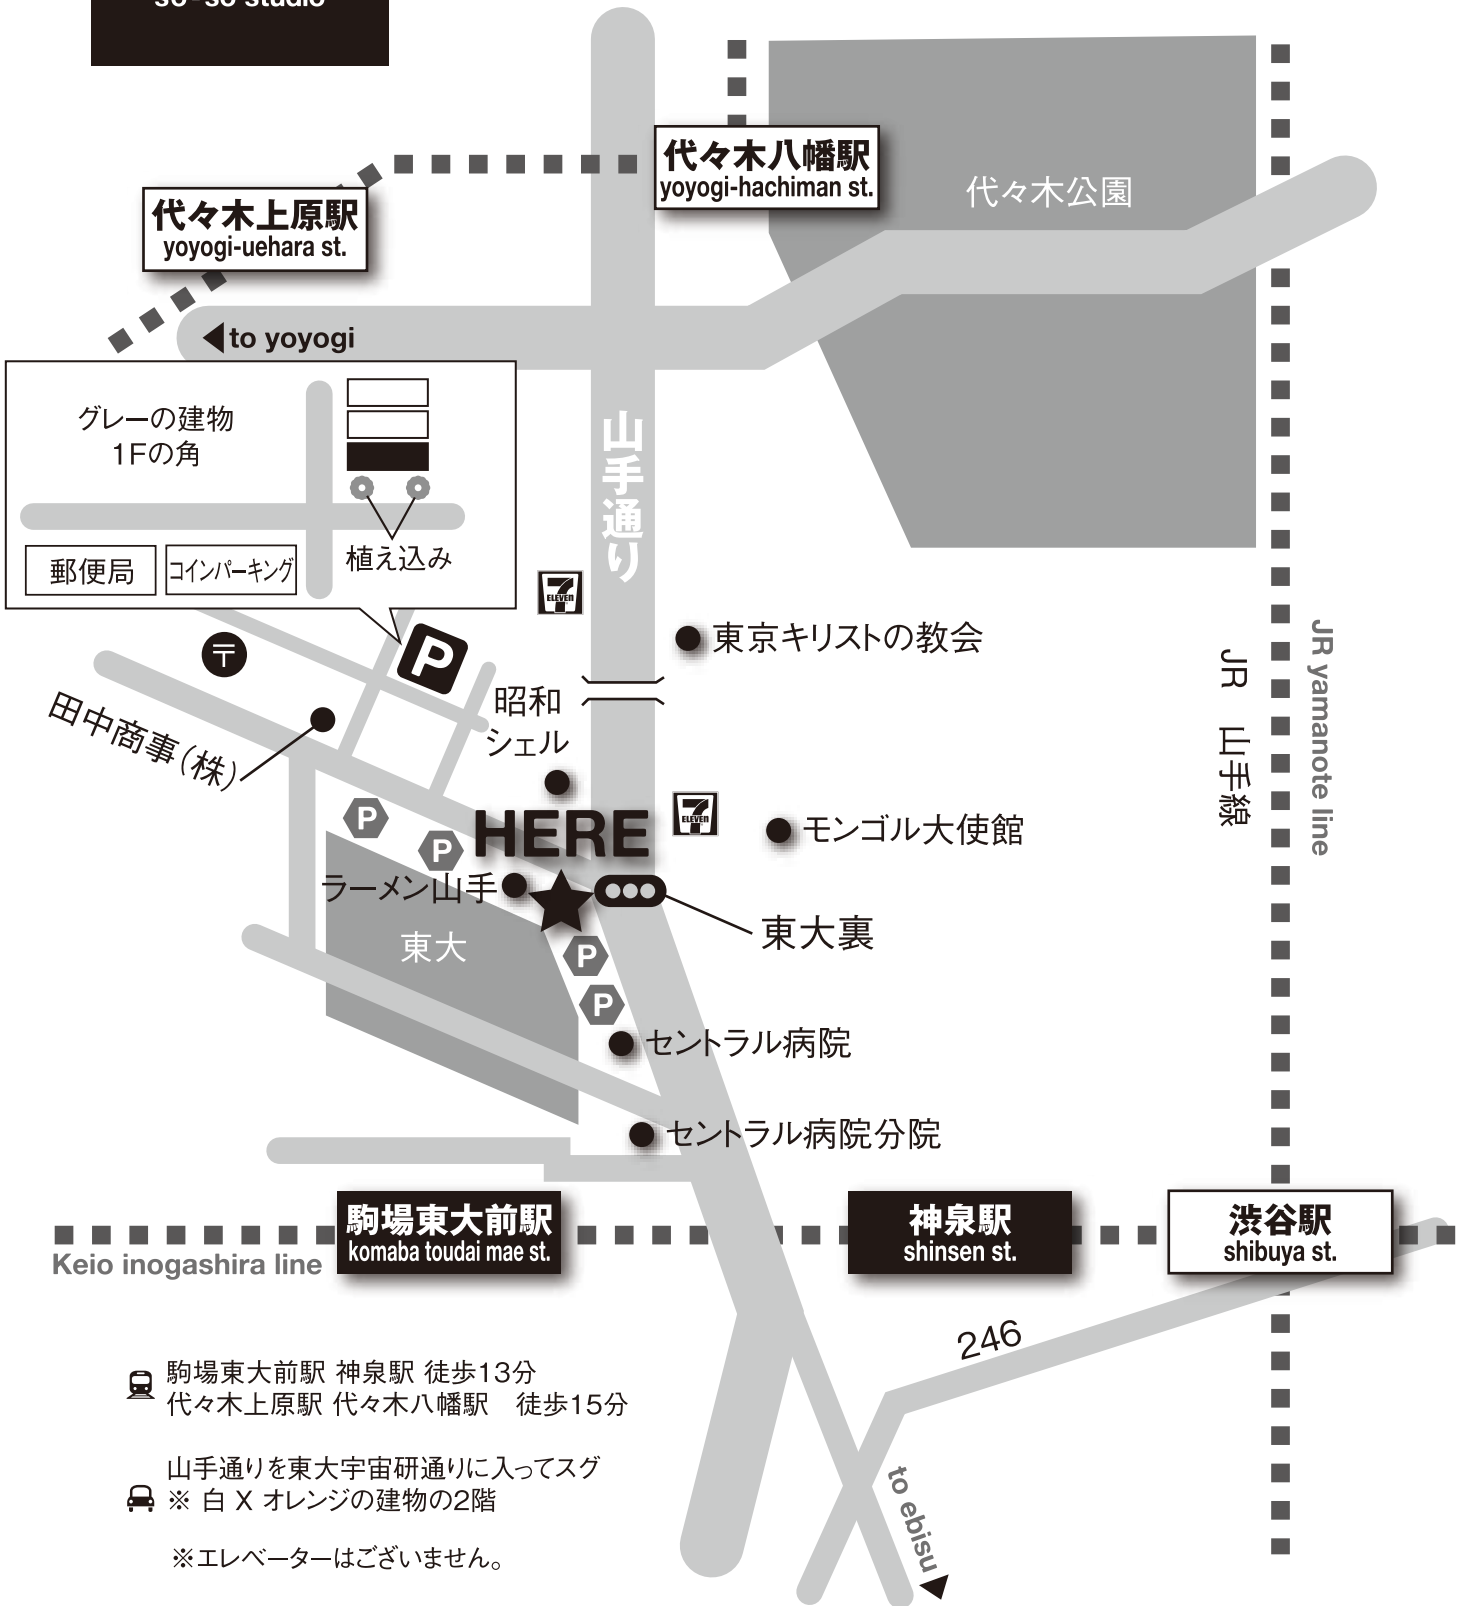 so-so studio
代々木八幡駅
yoyogi-hachiman st.
代々木公園
代々木上原駅
yoyogi-uehara st.
to yoyogi
グレーの建物
1Fの角
郵便局
コインパーキング
植え込み
山手通り
7
ELEVEN
東京キリストの教会
〒
P
田中商事(株)
昭和
シェル
JR 山手線
JR yamanote line
P
P
HERE
7
ELEVEN
モンゴル大使館
ラーメン山手
東大裏
東大
P
P
セントラル病院
セントラル病院分院
駒場東大前駅
komaba toudai mae st.
神泉駅
shinsen st.
渋谷駅
shibuya st.
Keio inogashira line
246
to ebisu
駒場東大前駅 神泉駅 徒歩13分
代々木上原駅 代々木八幡駅　徒歩15分
山手通りを東大宇宙研通りに入ってスグ
※ 白 X オレンジの建物の2階
※エレベーターはございません。